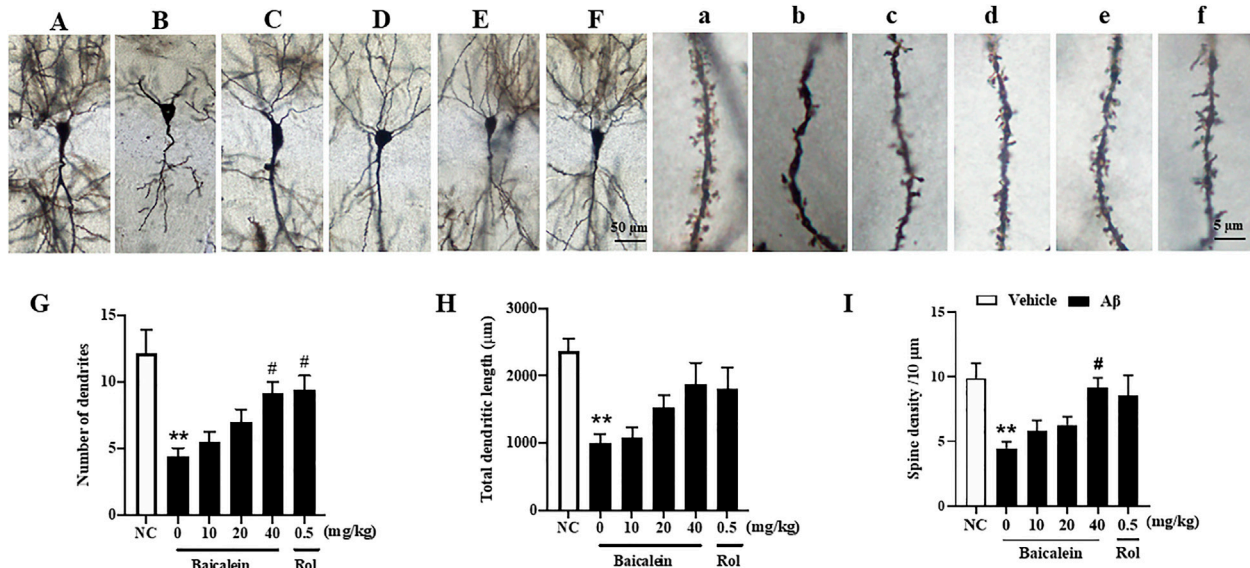 A B C D E F a b c d e f
50 μm
5 μm
G
15
10
5
0
Number of dendrites
**
#
#
NC 0 10 20 40 0.5 (mg/kg)
Baicalein Rol
H
3000
2000
1000
0
Total dendritic length (μm)
**
NC 0 10 20 40 0.5 (mg/kg)
Baicalein Rol
I
Vehicle Aβ
15
10
5
0
Spine density /10 μm
**
#
NC 0 10 20 40 0.5 (mg/kg)
Baicalein Rol